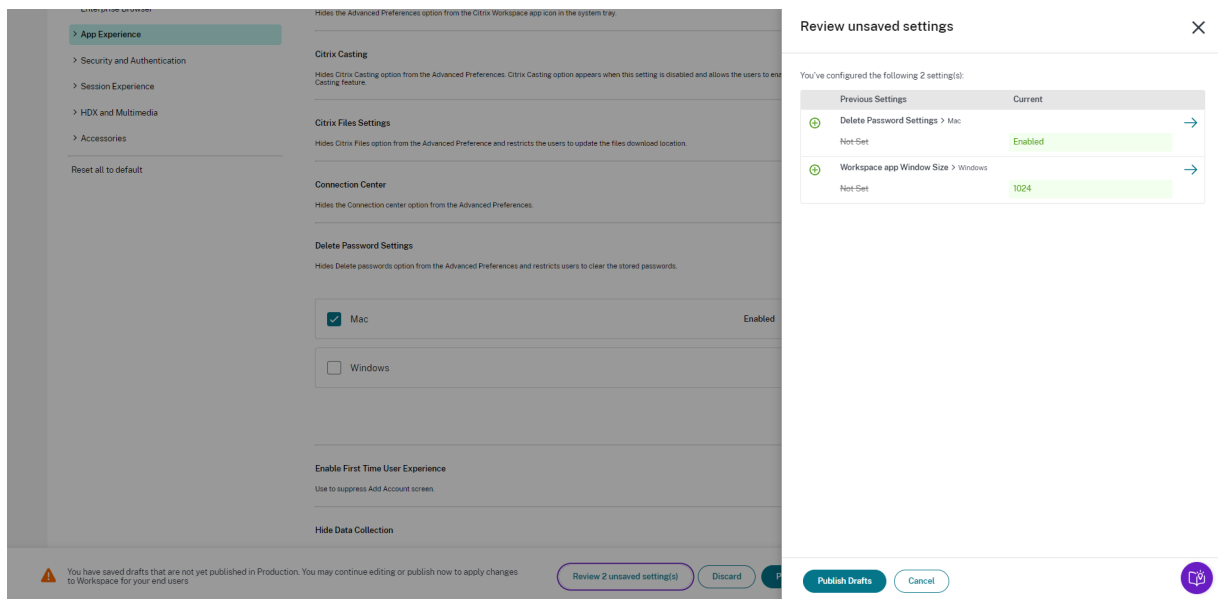 Enterprise Browser
App Experience
Security and Authentication
Session Experience
HDX and Multimedia
Accessories
Reset all to default
Hides the Advanced Preferences option from the Citrix Workspace app icon in the system tray.
Citrix Casting
Hides Citrix Casting option from the Advanced Preferences. Citrix Casting option appears when this setting is disabled and allows the users to
Casting feature.
Citrix Files Settings
Hides Citrix Files option from the Advanced Preference and restricts the users to update the files download location.
Connection Center
Hides the Connection center option from the Advanced Preferences.
Delete Password Settings
Hides Delete passwords option from the Advanced Preferences and restricts users to clear the stored passwords.
Mac Enabled
Windows
Enable First Time User Experience
Use to suppress Add Account screen.
Hide Data Collection
You have saved drafts that are not yet published in Production. You may continue editing or publish now to apply changes
to Workspace for your end users
Review 2 unsaved setting(s) Discard
Review unsaved settings
You've configured the following 2 setting(s):
Previous Settings Current
Delete Password Settings > Mac
Not Set Enabled
Workspace app Window Size > Windows
Not Set 1024
Publish Drafts Cancel